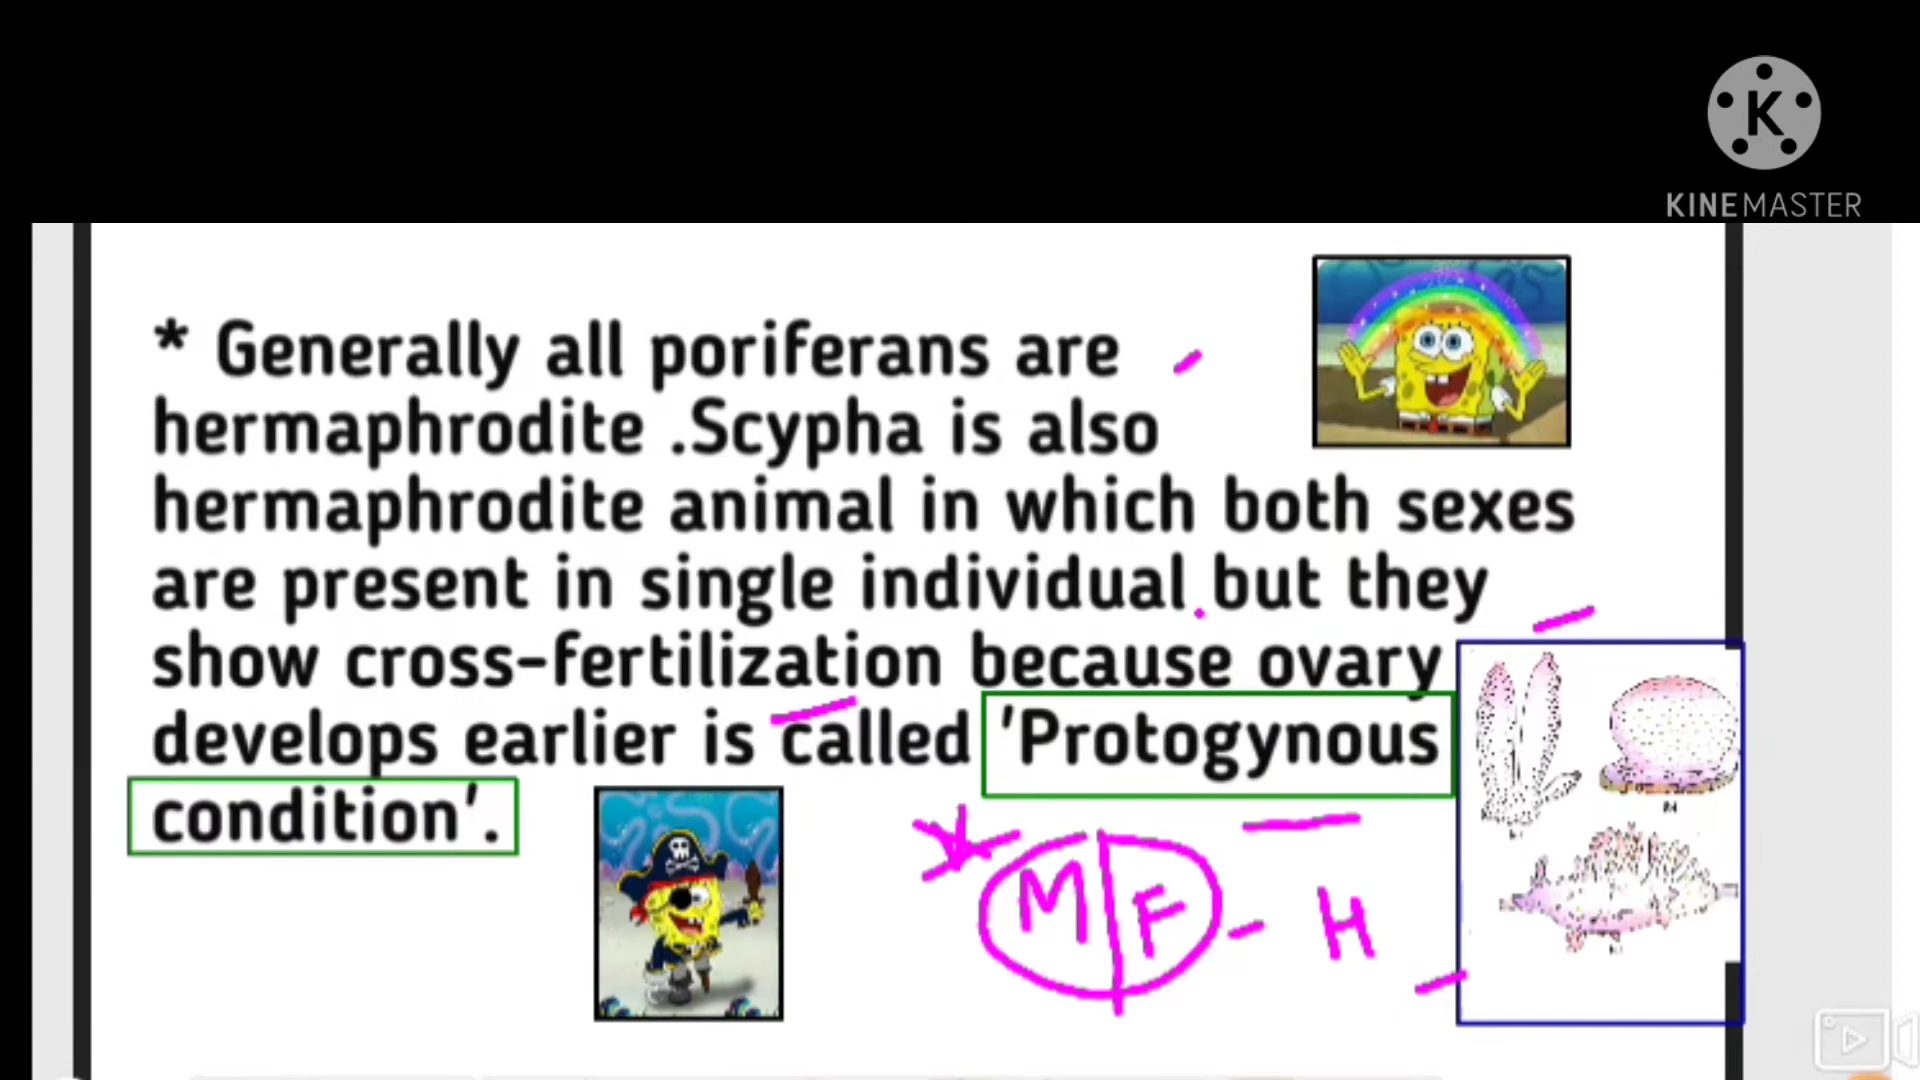 K
KINEMASTER
* Generally all poriferans are
hermaphrodite .Scypha is also
hermaphrodite animal in which both sexes
are present in single individual but they
show cross-fertilization because ovary
develops earlier is called 'Protogynous
condition'.
M F - H